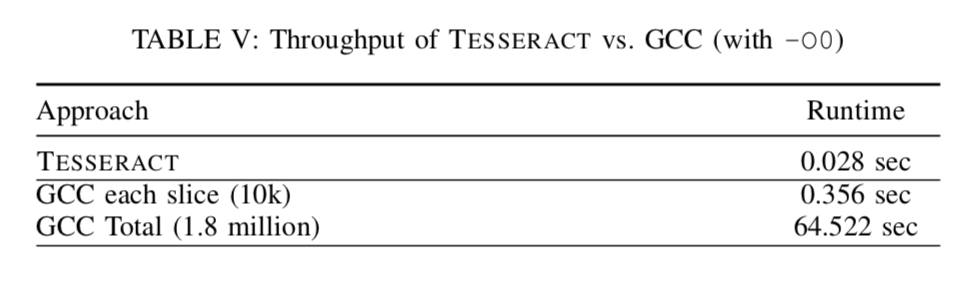 TABLE V: Throughput of TESSERACT vs. GCC (with -O0)
Approach Runtime
TESSERACT 0.028 sec
GCC each slice (10k) 0.356 sec
GCC Total (1.8 million) 64.522 sec